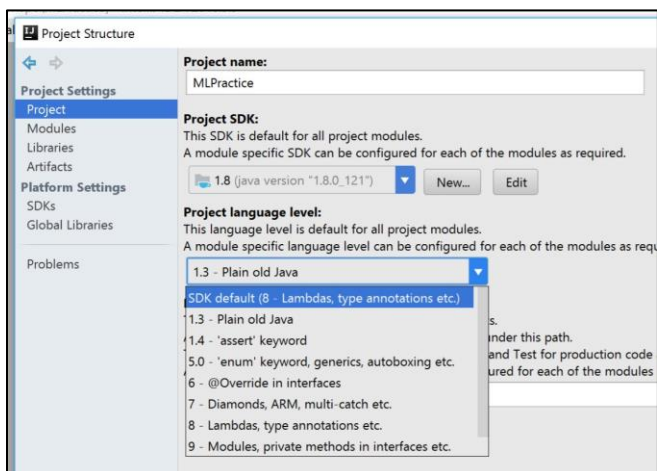 Project Structure
Project name:
MLPractice
Project Settings
Project
Modules
Libraries
Artifacts
Platform Settings
SDKs
Global Libraries
Problems
Project SDK:
This SDK is default for all project modules.
A module specific SDK can be configured for each of the modules as required.
1.8 (java version "1.8.0_121")
New...
Edit
Project language level:
This language level is default for all project modules.
A module specific language level can be configured for each of the modules as requ
1.3 - Plain old Java
SDK default (8 - Lambdas, type annotations etc.)
1.3 - Plain old Java
1.4 - 'assert' keyword
5.0 - 'enum' keyword, generics, autoboxing etc.
6 - @Override in interfaces
7 - Diamonds, ARM, multi-catch etc.
8 - Lambdas, type annotations etc.
9 - Modules, private methods in interfaces etc.
s.
under this path.
and Test for production code
ured for each of the modules